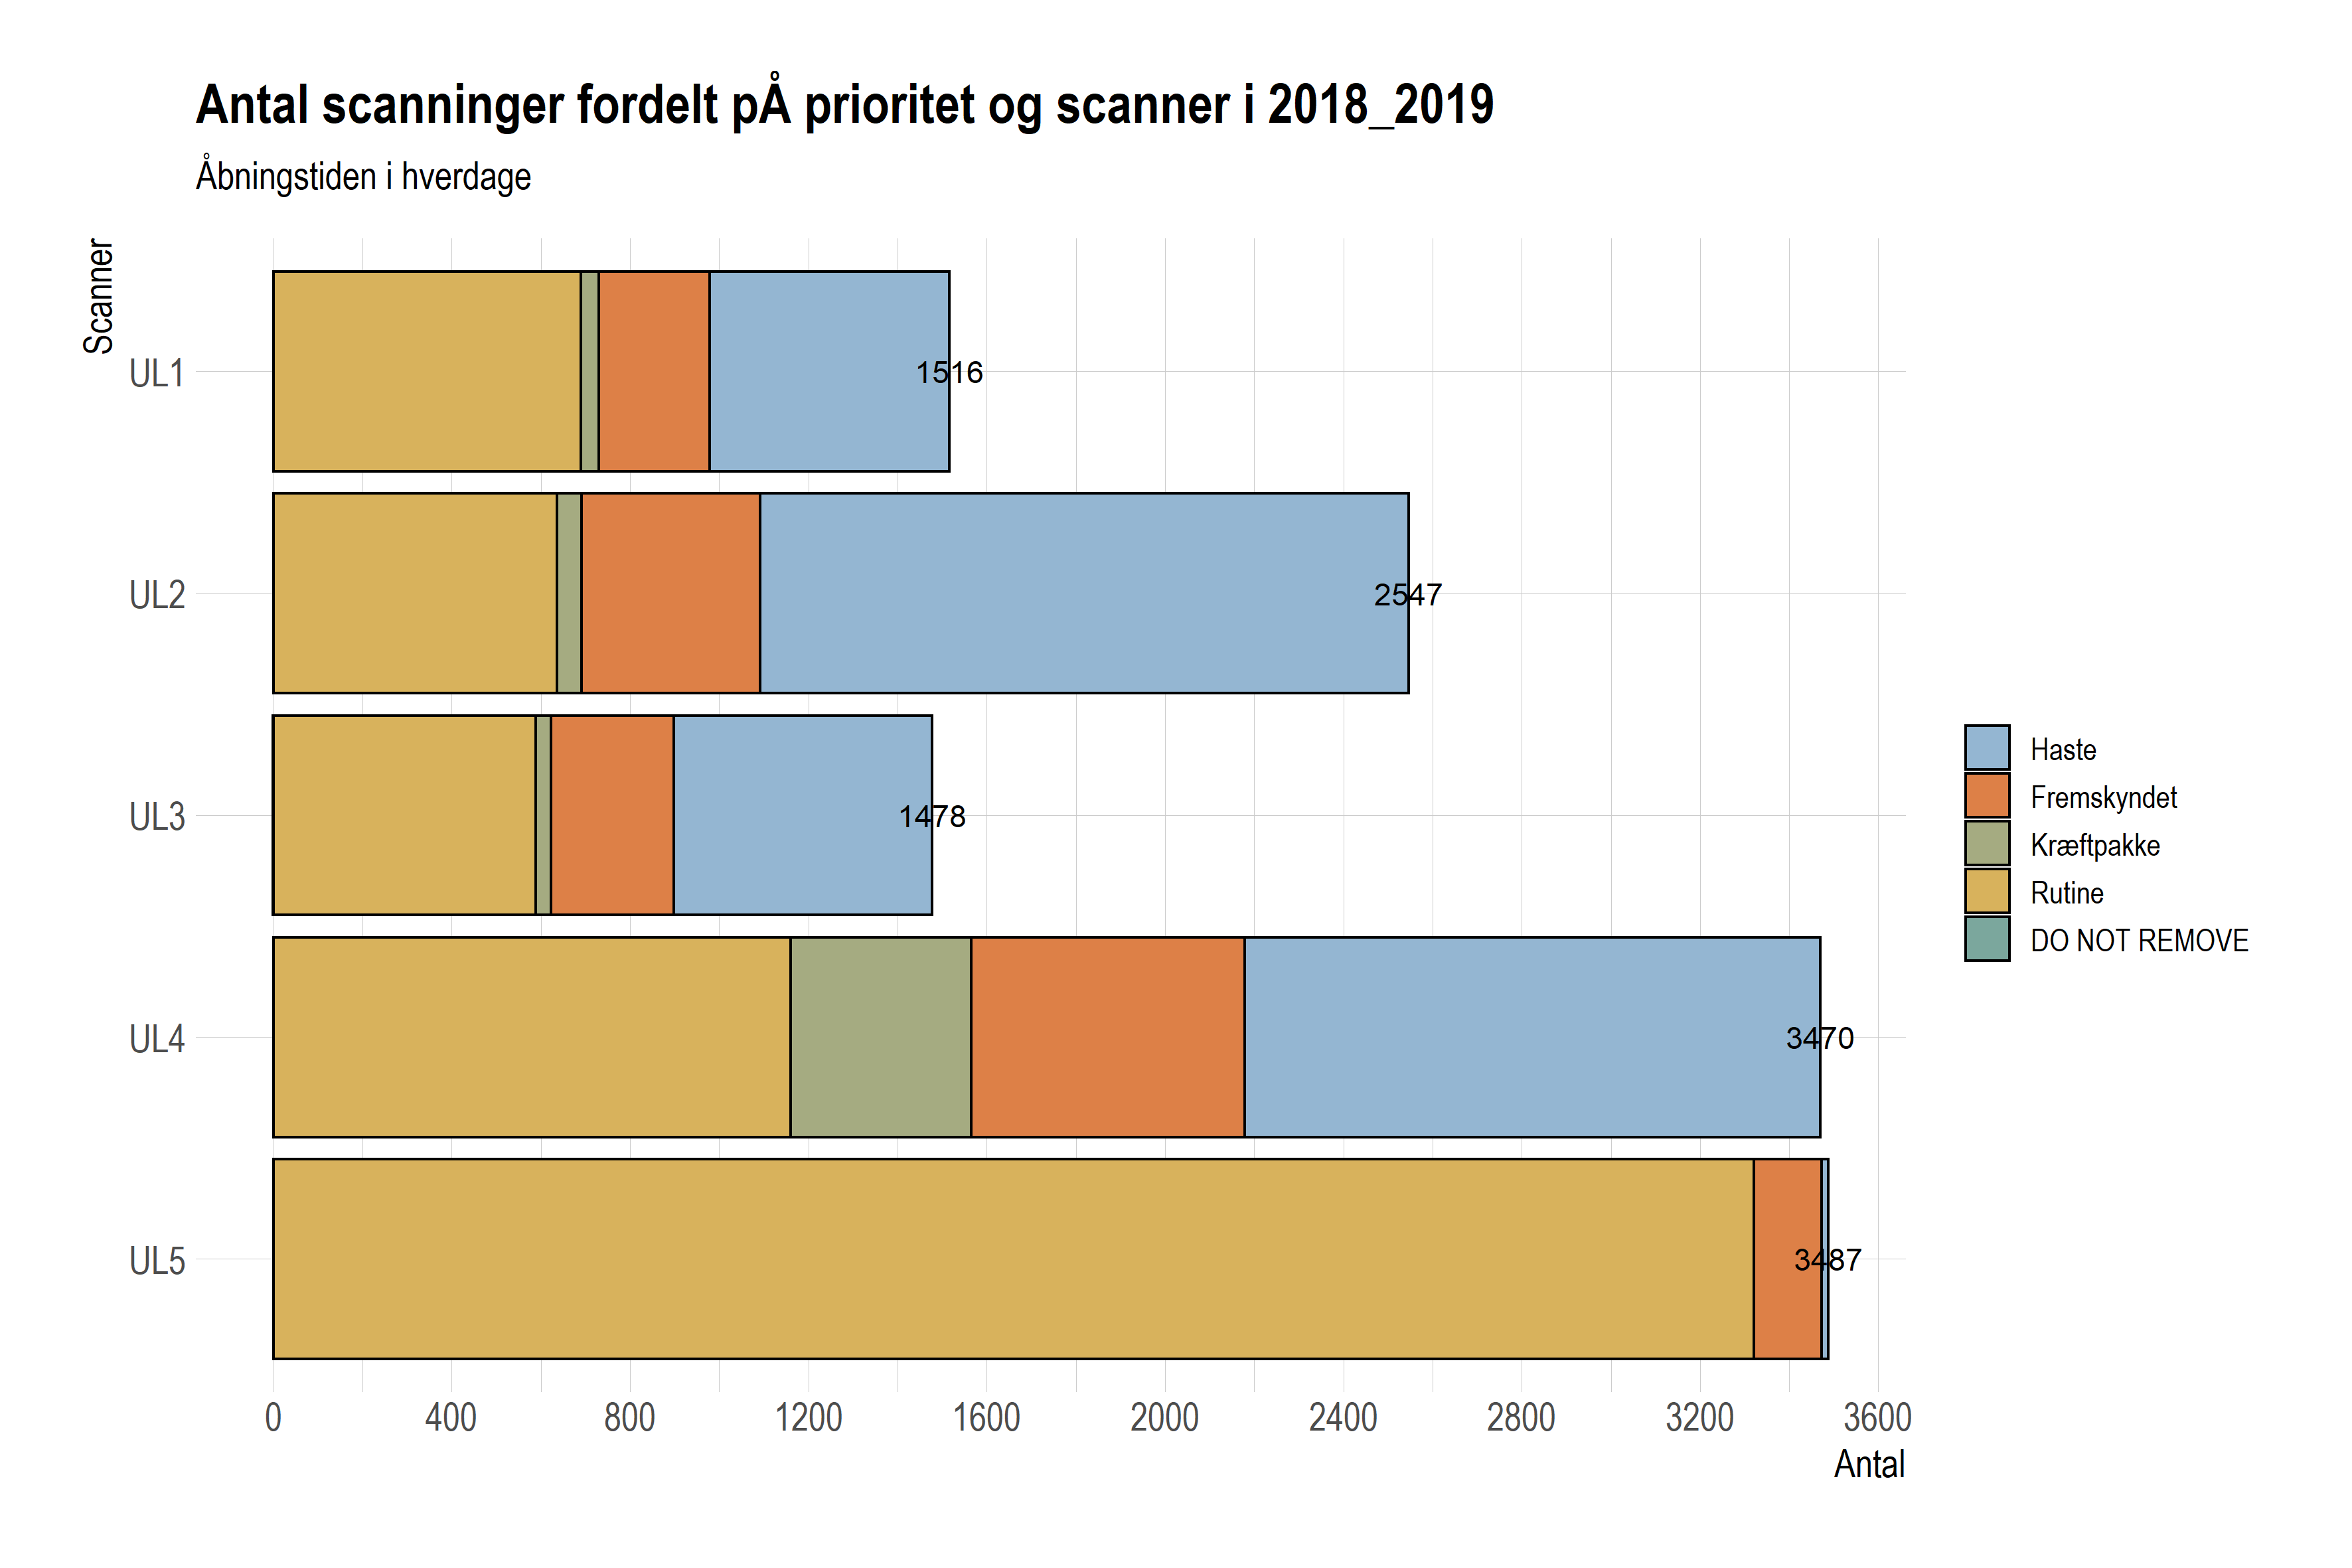 Antal scanninger fordelt pÅ prioritet og scanner i 2018_2019
Åbningstiden i hverdage
Scanner
UL1
1516
UL2
2547
UL3
1478
UL4
3470
UL5
3487
0 400 800 1200 1600 2000 2400 2800 3200 3600
Antal
Haste
Fremskyndet
Kræftpakke
Rutine
DO NOT REMOVE